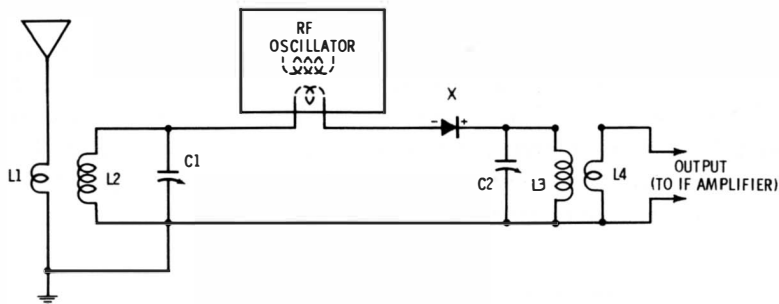 RF
OSCILLATOR
X
- +
C1
L1
L2
C2
L3
L4
OUTPUT
(TO IF AMPLIFIER)